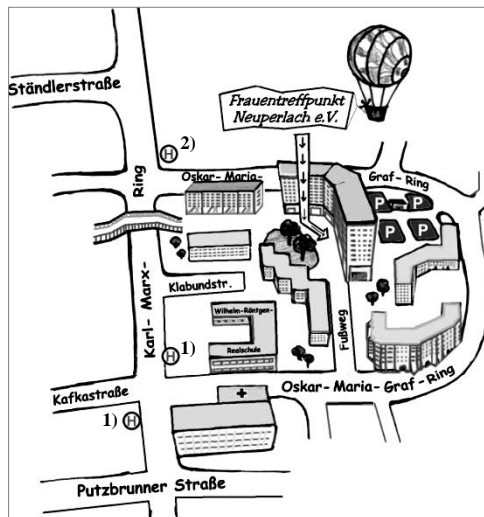 Ständlerstraße
Frauentreffpunkt
Neuperlach e.V.
H 2)
Oskar- Maria-
Graf-Ring
Ring
P P
P P
Klabundstr.
Karl- Marx-
Wilhelm-Röntgen-
Realschule
H 1)
Fußweg
Kafkastraße
Oskar-Maria-Graf-Ring
1) H
Putzbrunner Straße